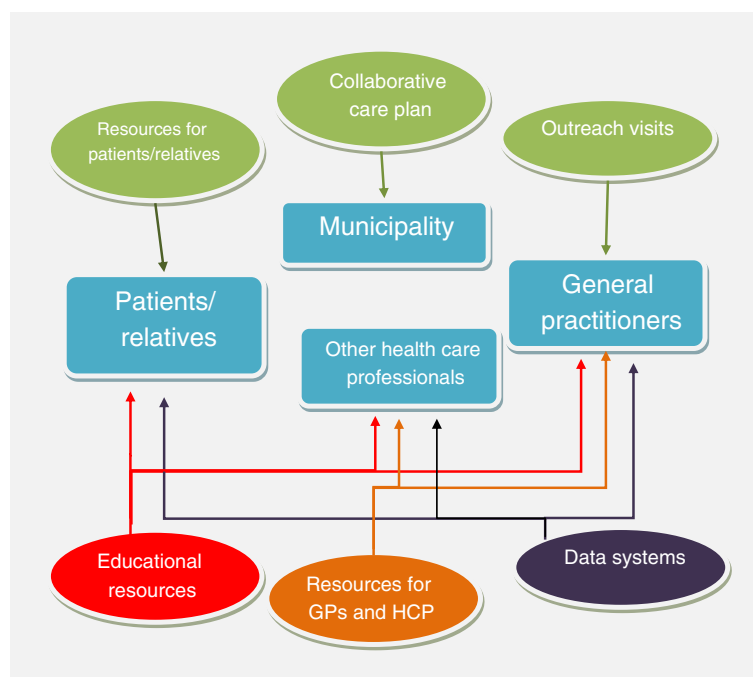 Collaborative
care plan
Resources for
patients/relatives
Outreach visits
Municipality
Patients/
relatives
General
practitioners
Other health care
professionals
Educational
resources
Resources for
GPs and HCP
Data systems